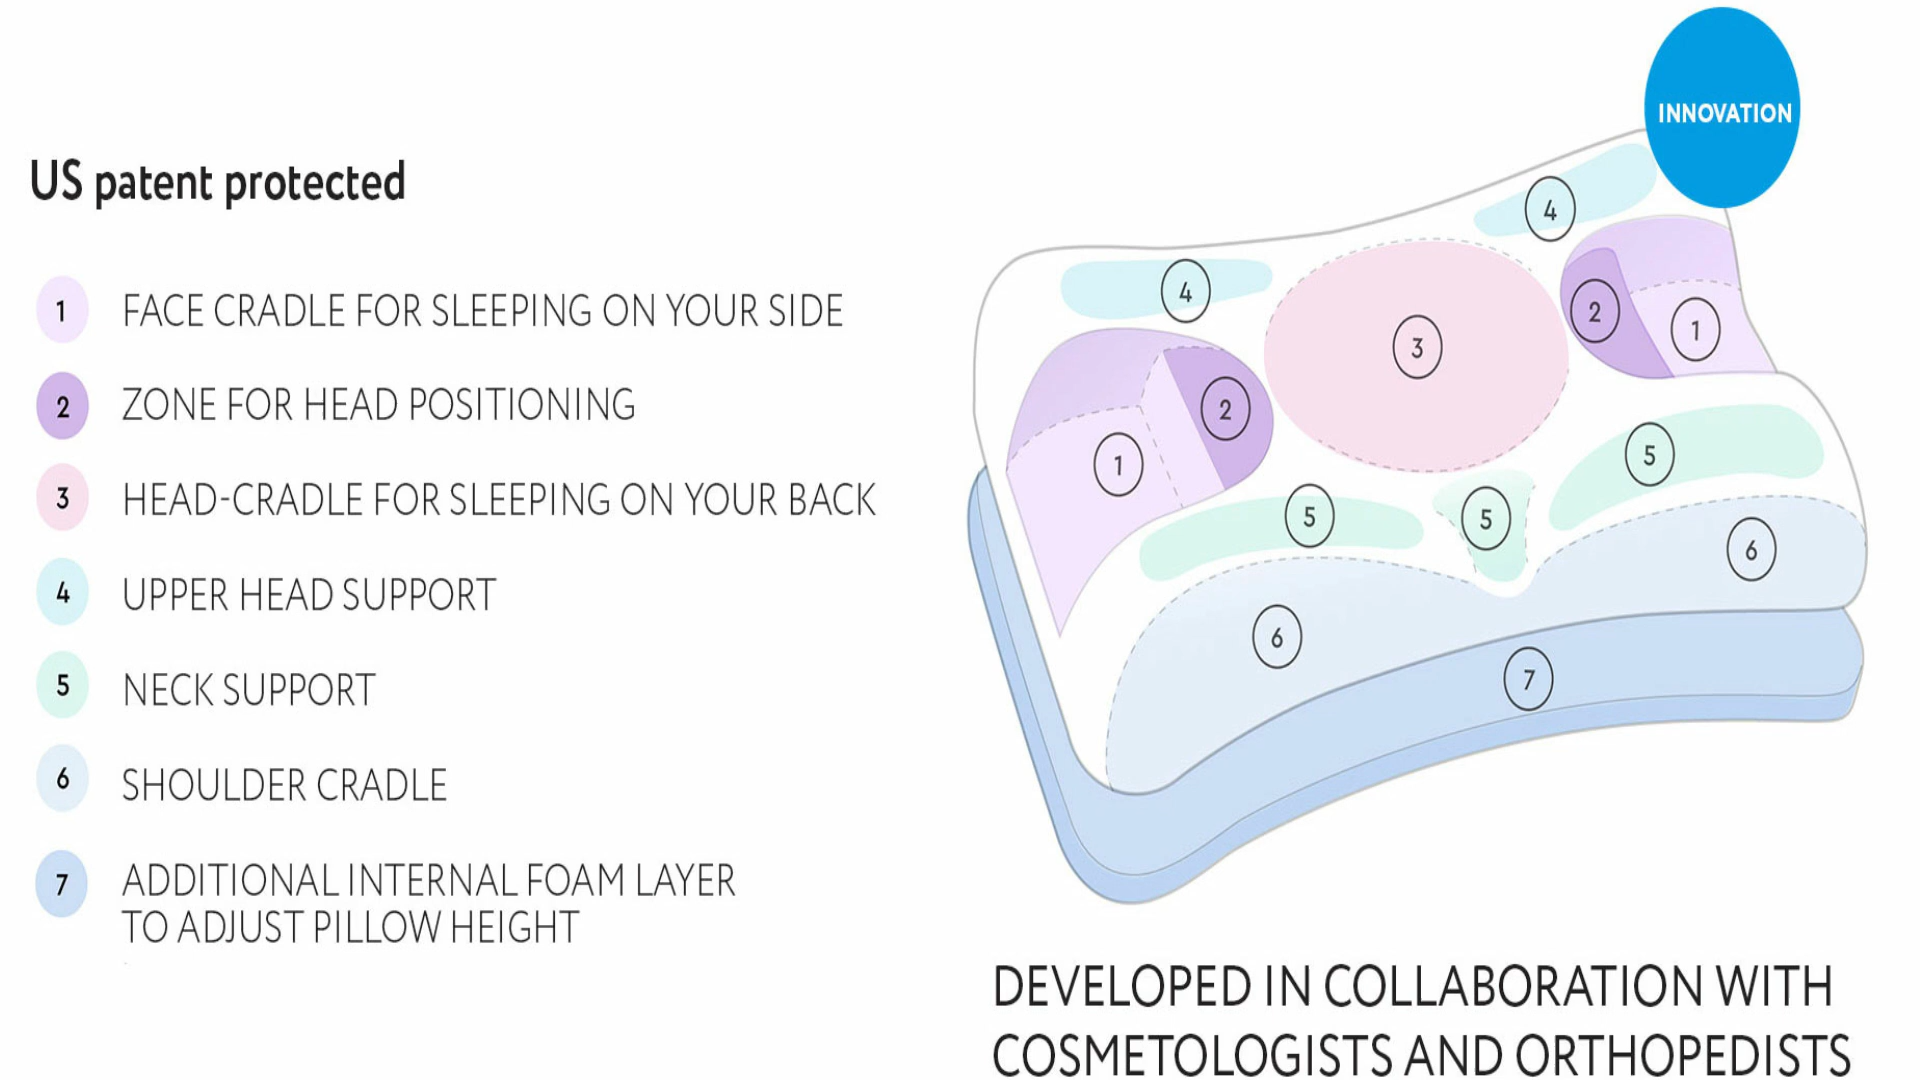 INNOVATION
US patent protected
1 FACE CRADLE FOR SLEEPING ON YOUR SIDE
2 ZONE FOR HEAD POSITIONING
3 HEAD-CRADLE FOR SLEEPING ON YOUR BACK
4 UPPER HEAD SUPPORT
5 NECK SUPPORT
6 SHOULDER CRADLE
7 ADDITIONAL INTERNAL FOAM LAYER
TO ADJUST PILLOW HEIGHT
4
4
2
1
3
2
1
5
5
5
6
6
7
DEVELOPED IN COLLABORATION WITH
COSMETOLOGISTS AND ORTHOPEDISTS